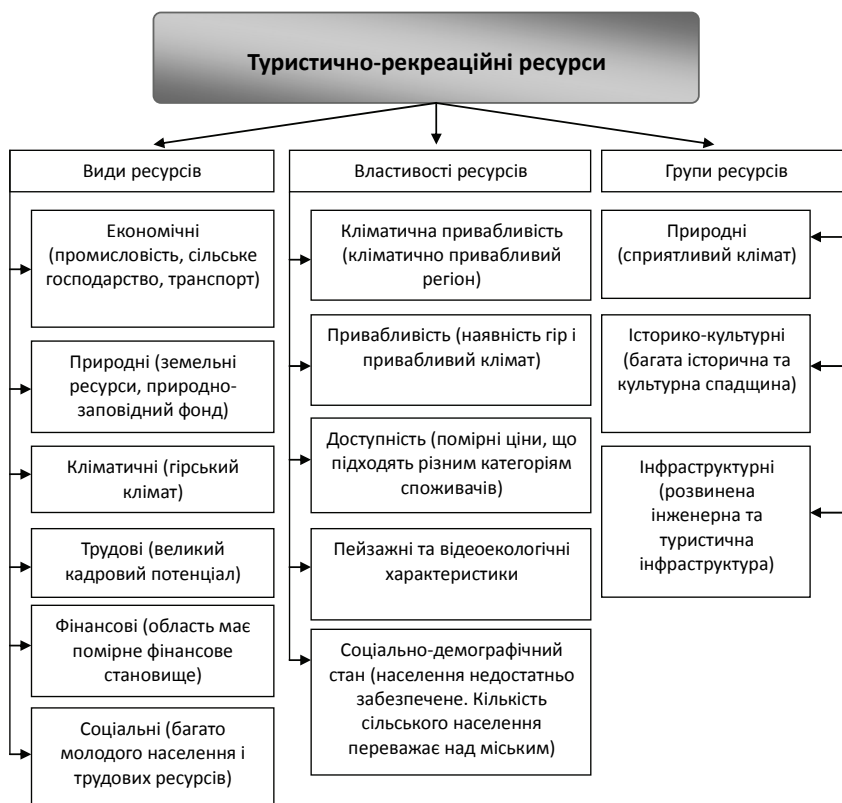 Туристично-рекреаційні ресурси
Види ресурсів
Економічні
(промисловість, сільське
господарство, транспорт)
Природні (земельні
ресурси, природно-
заповідний фонд)
Кліматичні (гірський
клімат)
Трудові (великий
кадровий потенціал)
Фінансові (область має
помірне фінансове
становище)
Соціальні (багато
молодого населення і
трудових ресурсів)
Властивості ресурсів
Кліматична привабливість
(кліматично привабливий
регіон)
Привабливість (наявність гір і
привабливий клімат)
Доступність (помірні ціни, що
підходять різним категоріям
споживачів)
Пейзажні та відеоекологічні
характеристики
Соціально-демографічний
стан (населення недостатньо
забезпечене. Кількість
сільського населення
переважає над міським)
Групи ресурсів
Природні
(сприятливий клімат)
Історико-культурні
(багата історична та
культурна спадщина)
Інфраструктурні
(розвинена
інженерна та
туристична
інфраструктура)